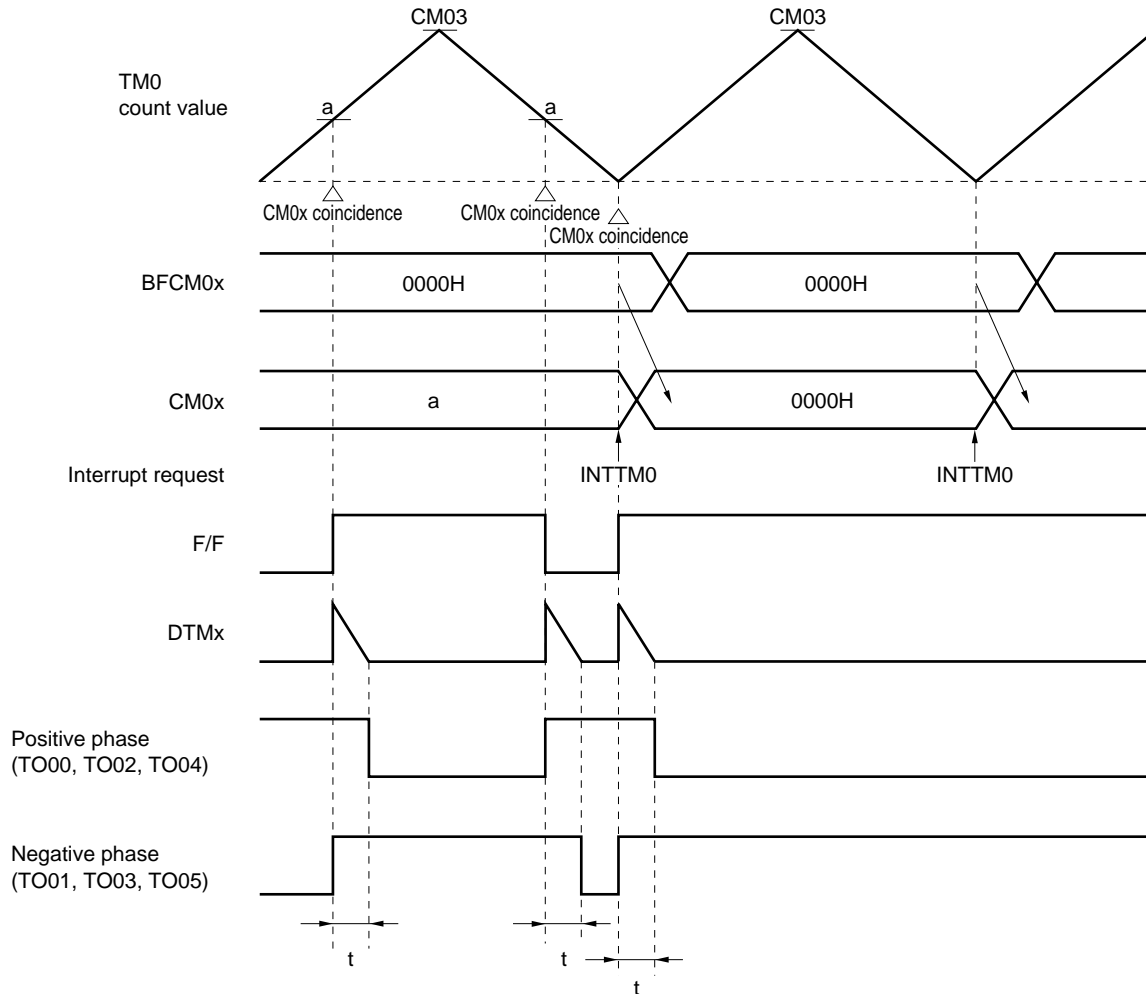 CM03
CM03
TM0
count value
a
a
CM0x coincidence
CM0x coincidence
CM0x coincidence
BFCM0x
0000H
0000H
CM0x
a
0000H
Interrupt request
INTTM0
INTTM0
F/F
DTMx
Positive phase
(TO00, TO02, TO04)
Negative phase
(TO01, TO03, TO05)
t
t
t